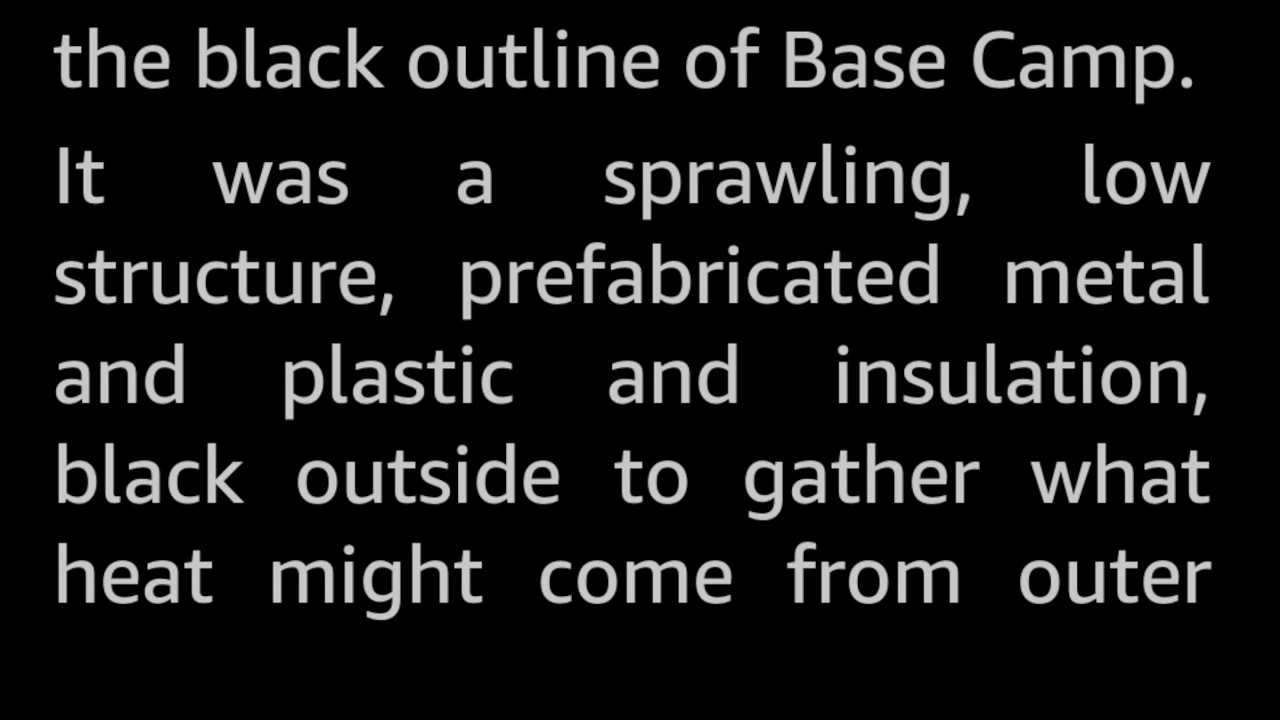 the black outline of Base Camp.
It was a sprawling, low
structure, prefabricated metal
and plastic and insulation,
black outside to gather what
heat might come from outer